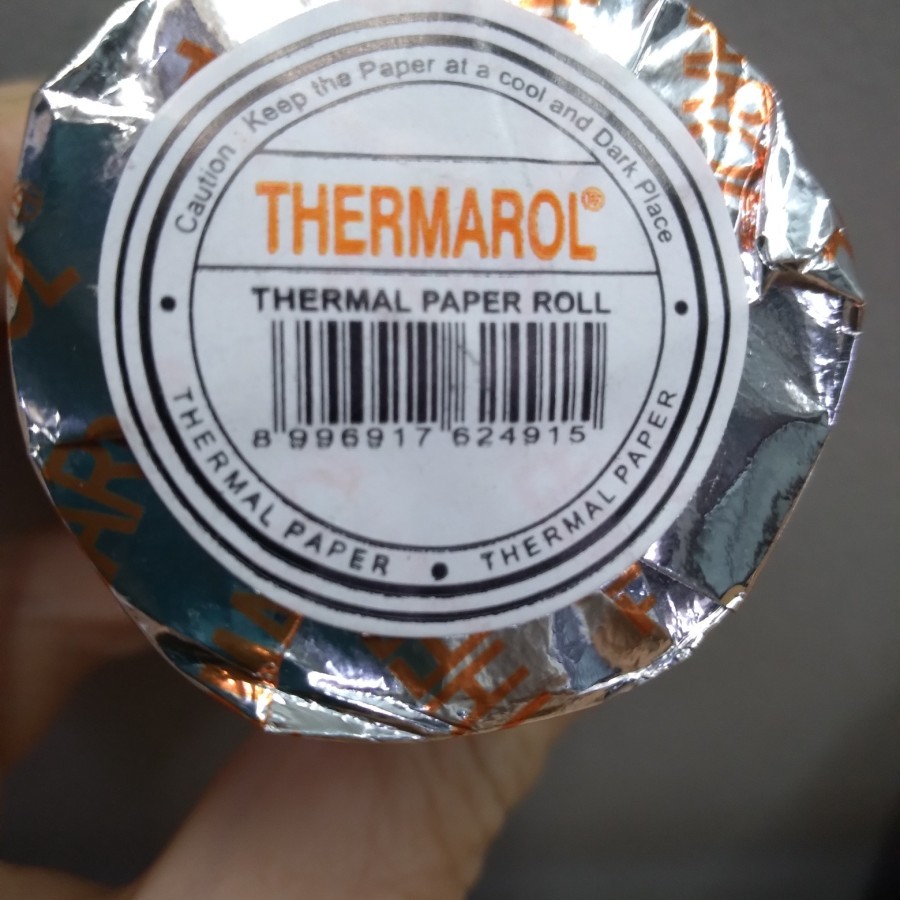 Caution : Keep the Paper at a cool and Dark Place
THERMAROL®
THERMAL PAPER ROLL
8 996917 624915
THERMAL PAPER • THERMAL PAPER